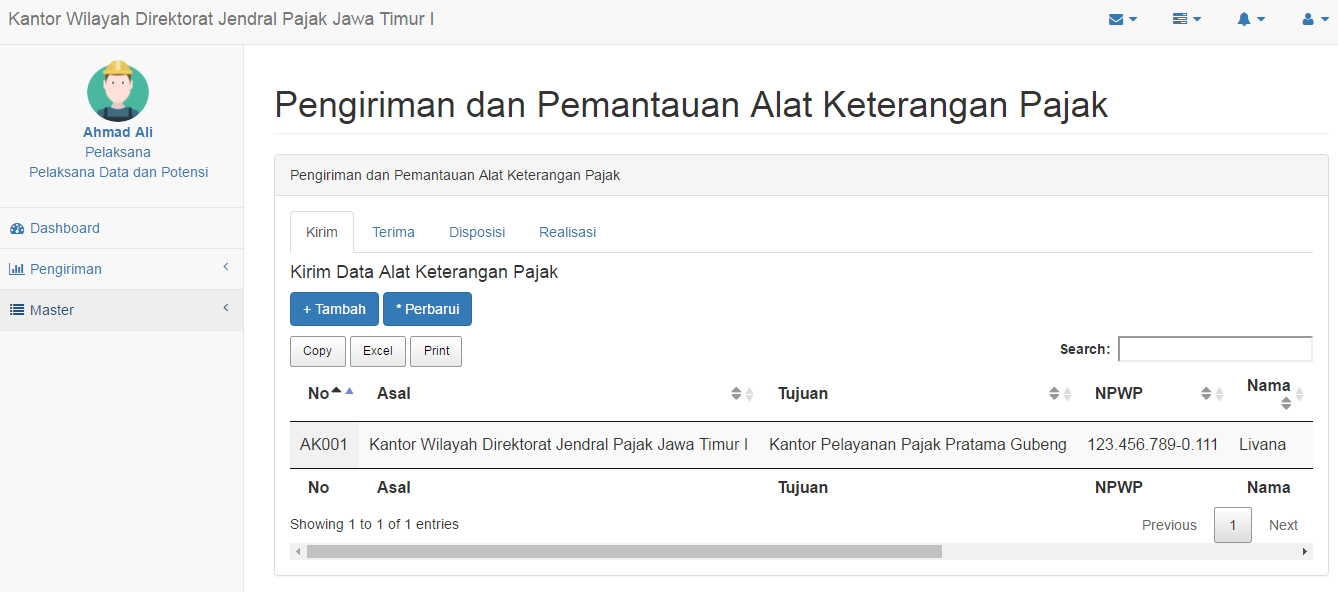 Kantor Wilayah Direktorat Jendral Pajak Jawa Timur I
Ahmad Ali
Pelaksana
Pelaksana Data dan Potensi
Dashboard
Pengiriman
Master
Pengiriman dan Pemantauan Alat Keterangan Pajak
Pengiriman dan Pemantauan Alat Keterangan Pajak
Kirim Terima Disposisi Realisasi
Kirim Data Alat Keterangan Pajak
+ Tambah * Perbarui
Copy Excel Print Search:
No Asal Tujuan NPWP Nama
AK001 Kantor Wilayah Direktorat Jendral Pajak Jawa Timur I Kantor Pelayanan Pajak Pratama Gubeng 123.456.789-0.111 Livana
No Asal Tujuan NPWP Nama
Showing 1 to 1 of 1 entries Previous 1 Next